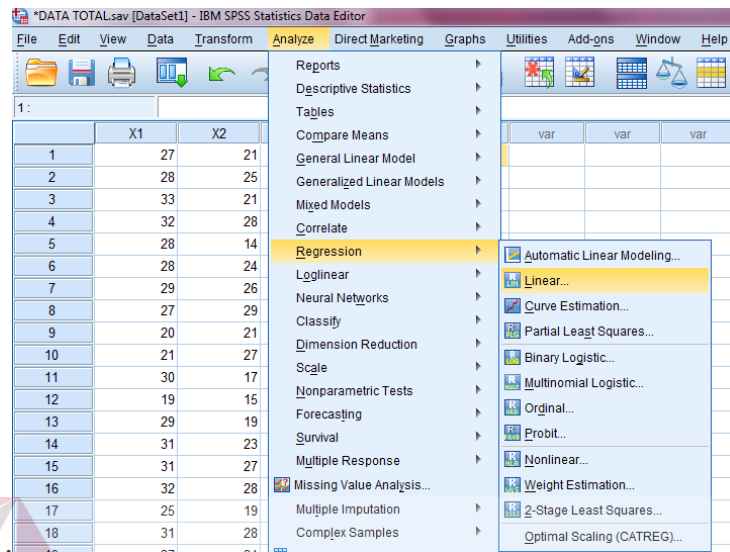 *DATA TOTAL.sav [DataSet1] - IBM SPSS Statistics Data Editor
File Edit View Data Transform Analyze Direct Marketing Graphs Utilities Add-ons Window Help
1 :
X1 X2 var var var
1 27 21
2 28 25
3 33 21
4 32 28
5 28 14
6 28 24
7 29 26
8 27 29
9 20 21
10 21 27
11 30 17
12 19 15
13 29 19
14 31 23
15 31 27
16 32 28
17 25 19
18 31 28
Reports
Descriptive Statistics
Tables
Compare Means
General Linear Model
Generalized Linear Models
Mixed Models
Correlate
Regression
Loglinear
Neural Networks
Classify
Dimension Reduction
Scale
Nonparametric Tests
Forecasting
Survival
Multiple Response
Missing Value Analysis...
Multiple Imputation
Complex Samples
Automatic Linear Modeling...
Linear...
Curve Estimation...
Partial Least Squares...
Binary Logistic...
Multinomial Logistic...
Ordinal...
Probit...
Nonlinear...
Weight Estimation...
2-Stage Least Squares...
Optimal Scaling (CATREG)...